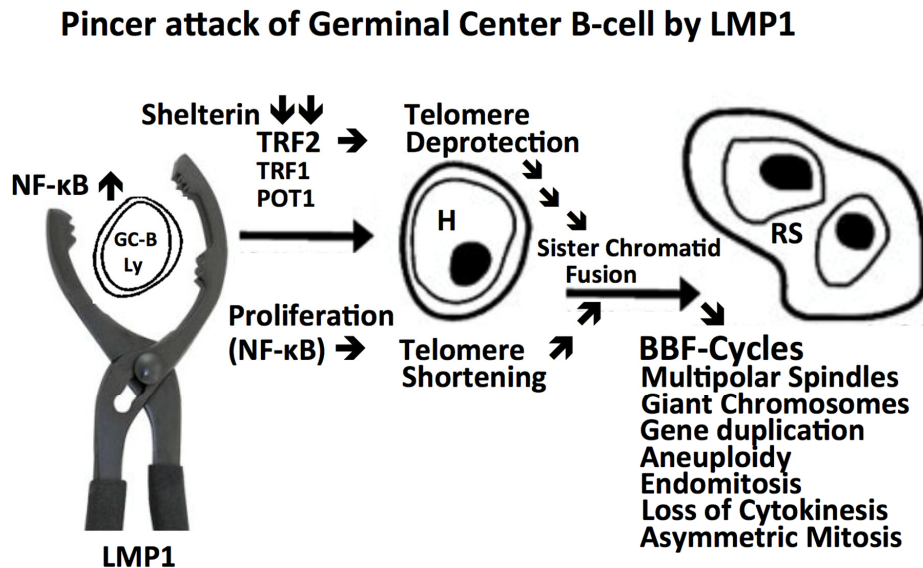 Pincer attack of Germinal Center B-cell by LMP1
Shelterin
TRF2
TRF1
POT1
Telomere
Deprotection
NF-κB
GC-B
Ly
H
Sister Chromatid
Fusion
RS
Proliferation
(NF-κB)
Telomere
Shortening
BBF-Cycles
Multipolar Spindles
Giant Chromosomes
Gene duplication
Aneuploidy
Endomitosis
Loss of Cytokinesis
Asymmetric Mitosis
LMP1